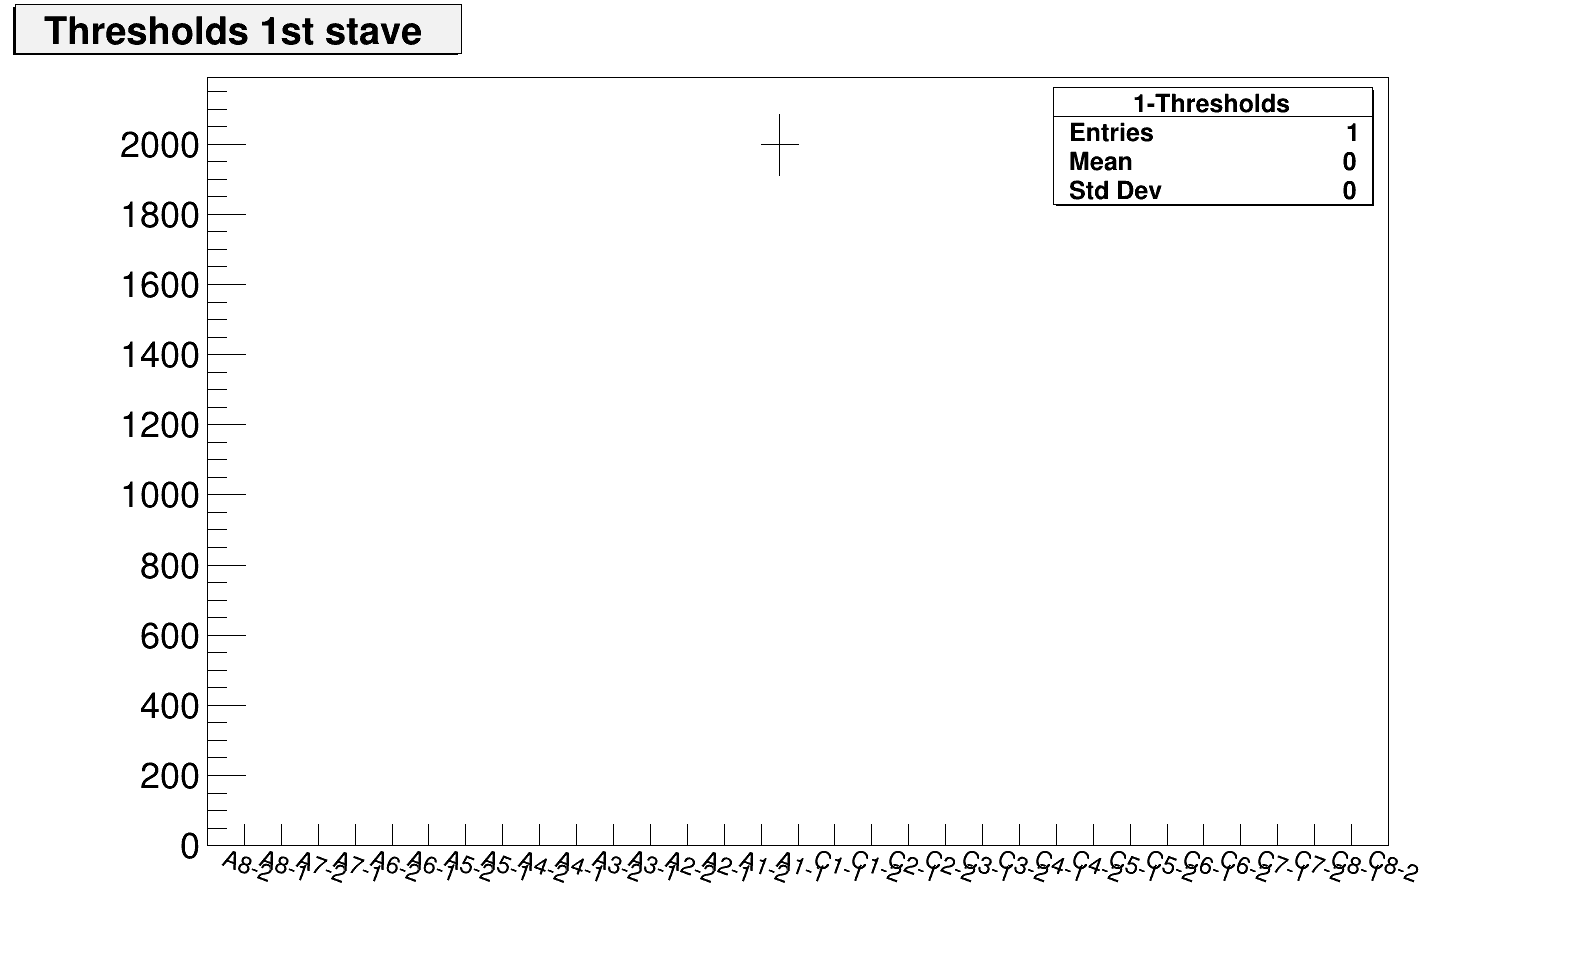 Thresholds 1st stave
1-Thresholds
Entries 1
Mean 0
Std Dev 0
2000
1800
1600
1400
1200
1000
800
600
400
200
0
A8-2 A8-1 A7-2 A7-1 A6-2 A6-1 A5-2 A5-1 A4-2 A4-1 A3-2 A3-1 A2-2 A2-1 A1-2 A1-1 C1-1 C1-2 C2-1 C2-2 C3-1 C3-2 C4-1 C4-2 C5-1 C5-2 C6-1 C6-2 C7-1 C7-2 C8-1 C8-2